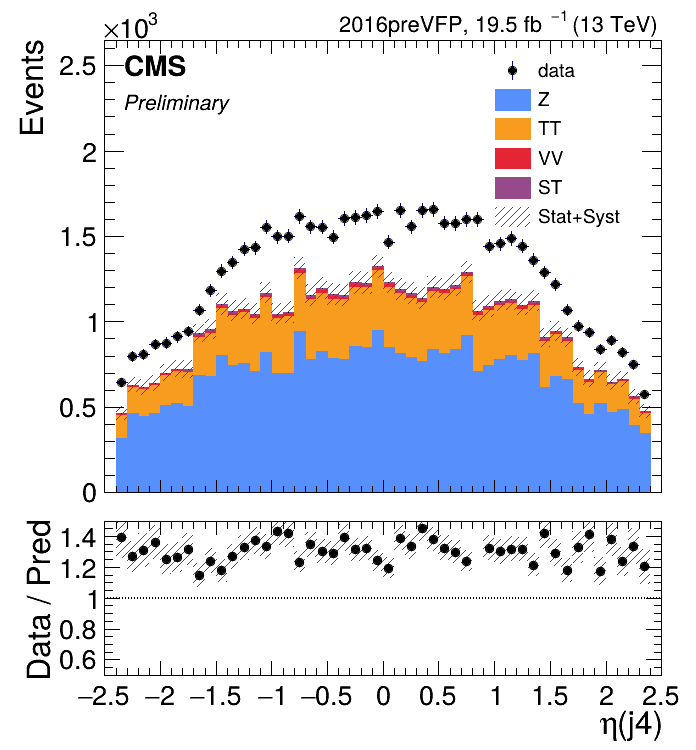 ×10³
2016preVFP, 19.5 fb ⁻¹ (13 TeV)
Events
CMS
Preliminary
data
Z
TT
VV
ST
Stat+Syst
2.5
2
1.5
1
0.5
0
Data / Pred
1.4
1.2
1
0.8
0.6
−2.5 −2 −1.5 −1 −0.5 0 0.5 1 1.5 2 2.5
η(j4)